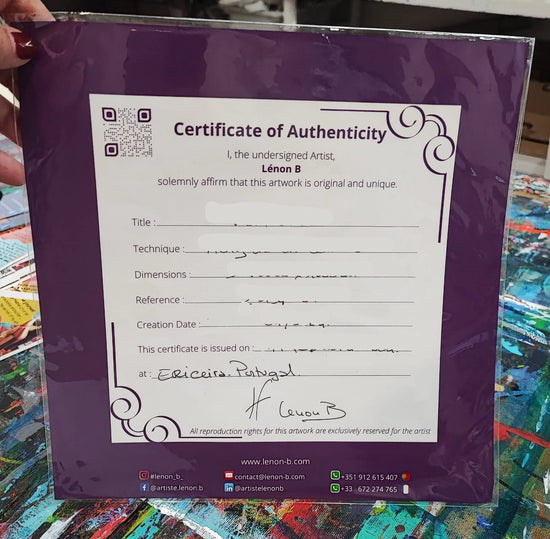 Certificate of Authenticity
I, the undersigned Artist,
Lénon B
solemnly affirm that this artwork is original and unique.
Title :
Technique :
Dimensions :
Reference :
Creation Date :
This certificate is issued on :
at : Ericeira. Portugal
Lenon B
All reproduction rights for this artwork are exclusively reserved for the artist
www.lenon-b.com
#lenon_b_ contact@lenon-b.com +351 912 615 407
@artiste.lenon.b @artistelenonb +33 672 274 765